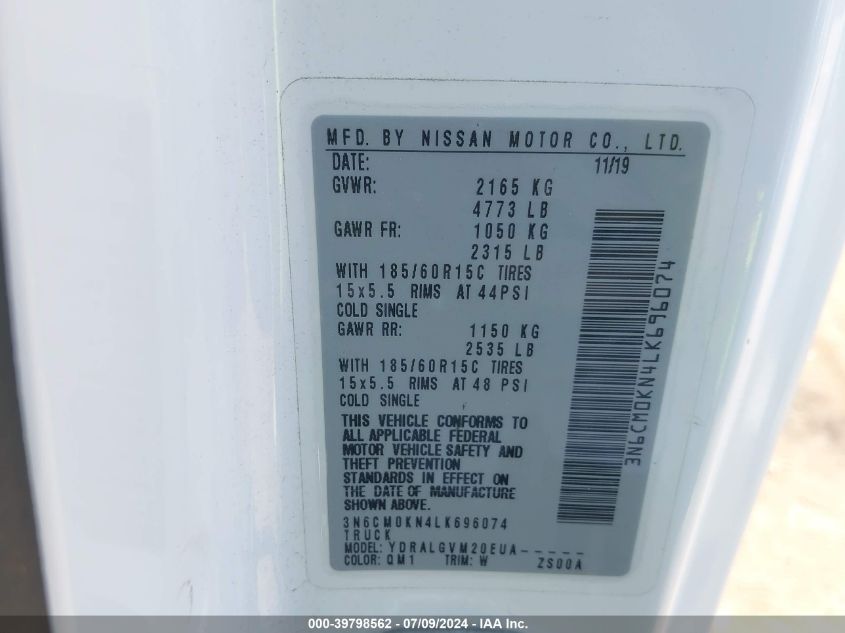 MFD. BY NISSAN MOTOR CO., LTD.
DATE: 11/19
GVWR: 2165 KG
4773 LB
GAWR FR: 1050 KG
2315 LB
WITH 185/60R15C TIRES
15x5.5 RIMS AT 44PSI
COLD SINGLE
GAWR RR: 1150 KG
2535 LB
WITH 185/60R15C TIRES
15x5.5 RIMS AT 48 PSI
COLD SINGLE
THIS VEHICLE CONFORMS TO
ALL APPLICABLE FEDERAL
MOTOR VEHICLE SAFETY AND
THEFT PREVENTION
STANDARDS IN EFFECT ON
THE DATE OF MANUFACTURE
SHOWN ABOVE.
3N6CM0KN4LK696074
TRUCK
MODEL: YDRALGVM20EUA-----
COLOR: QM1 TRIM: W ZS00A
3N6CM0KN4LK696074
000-39798562 - 07/09/2024 - IAA Inc.